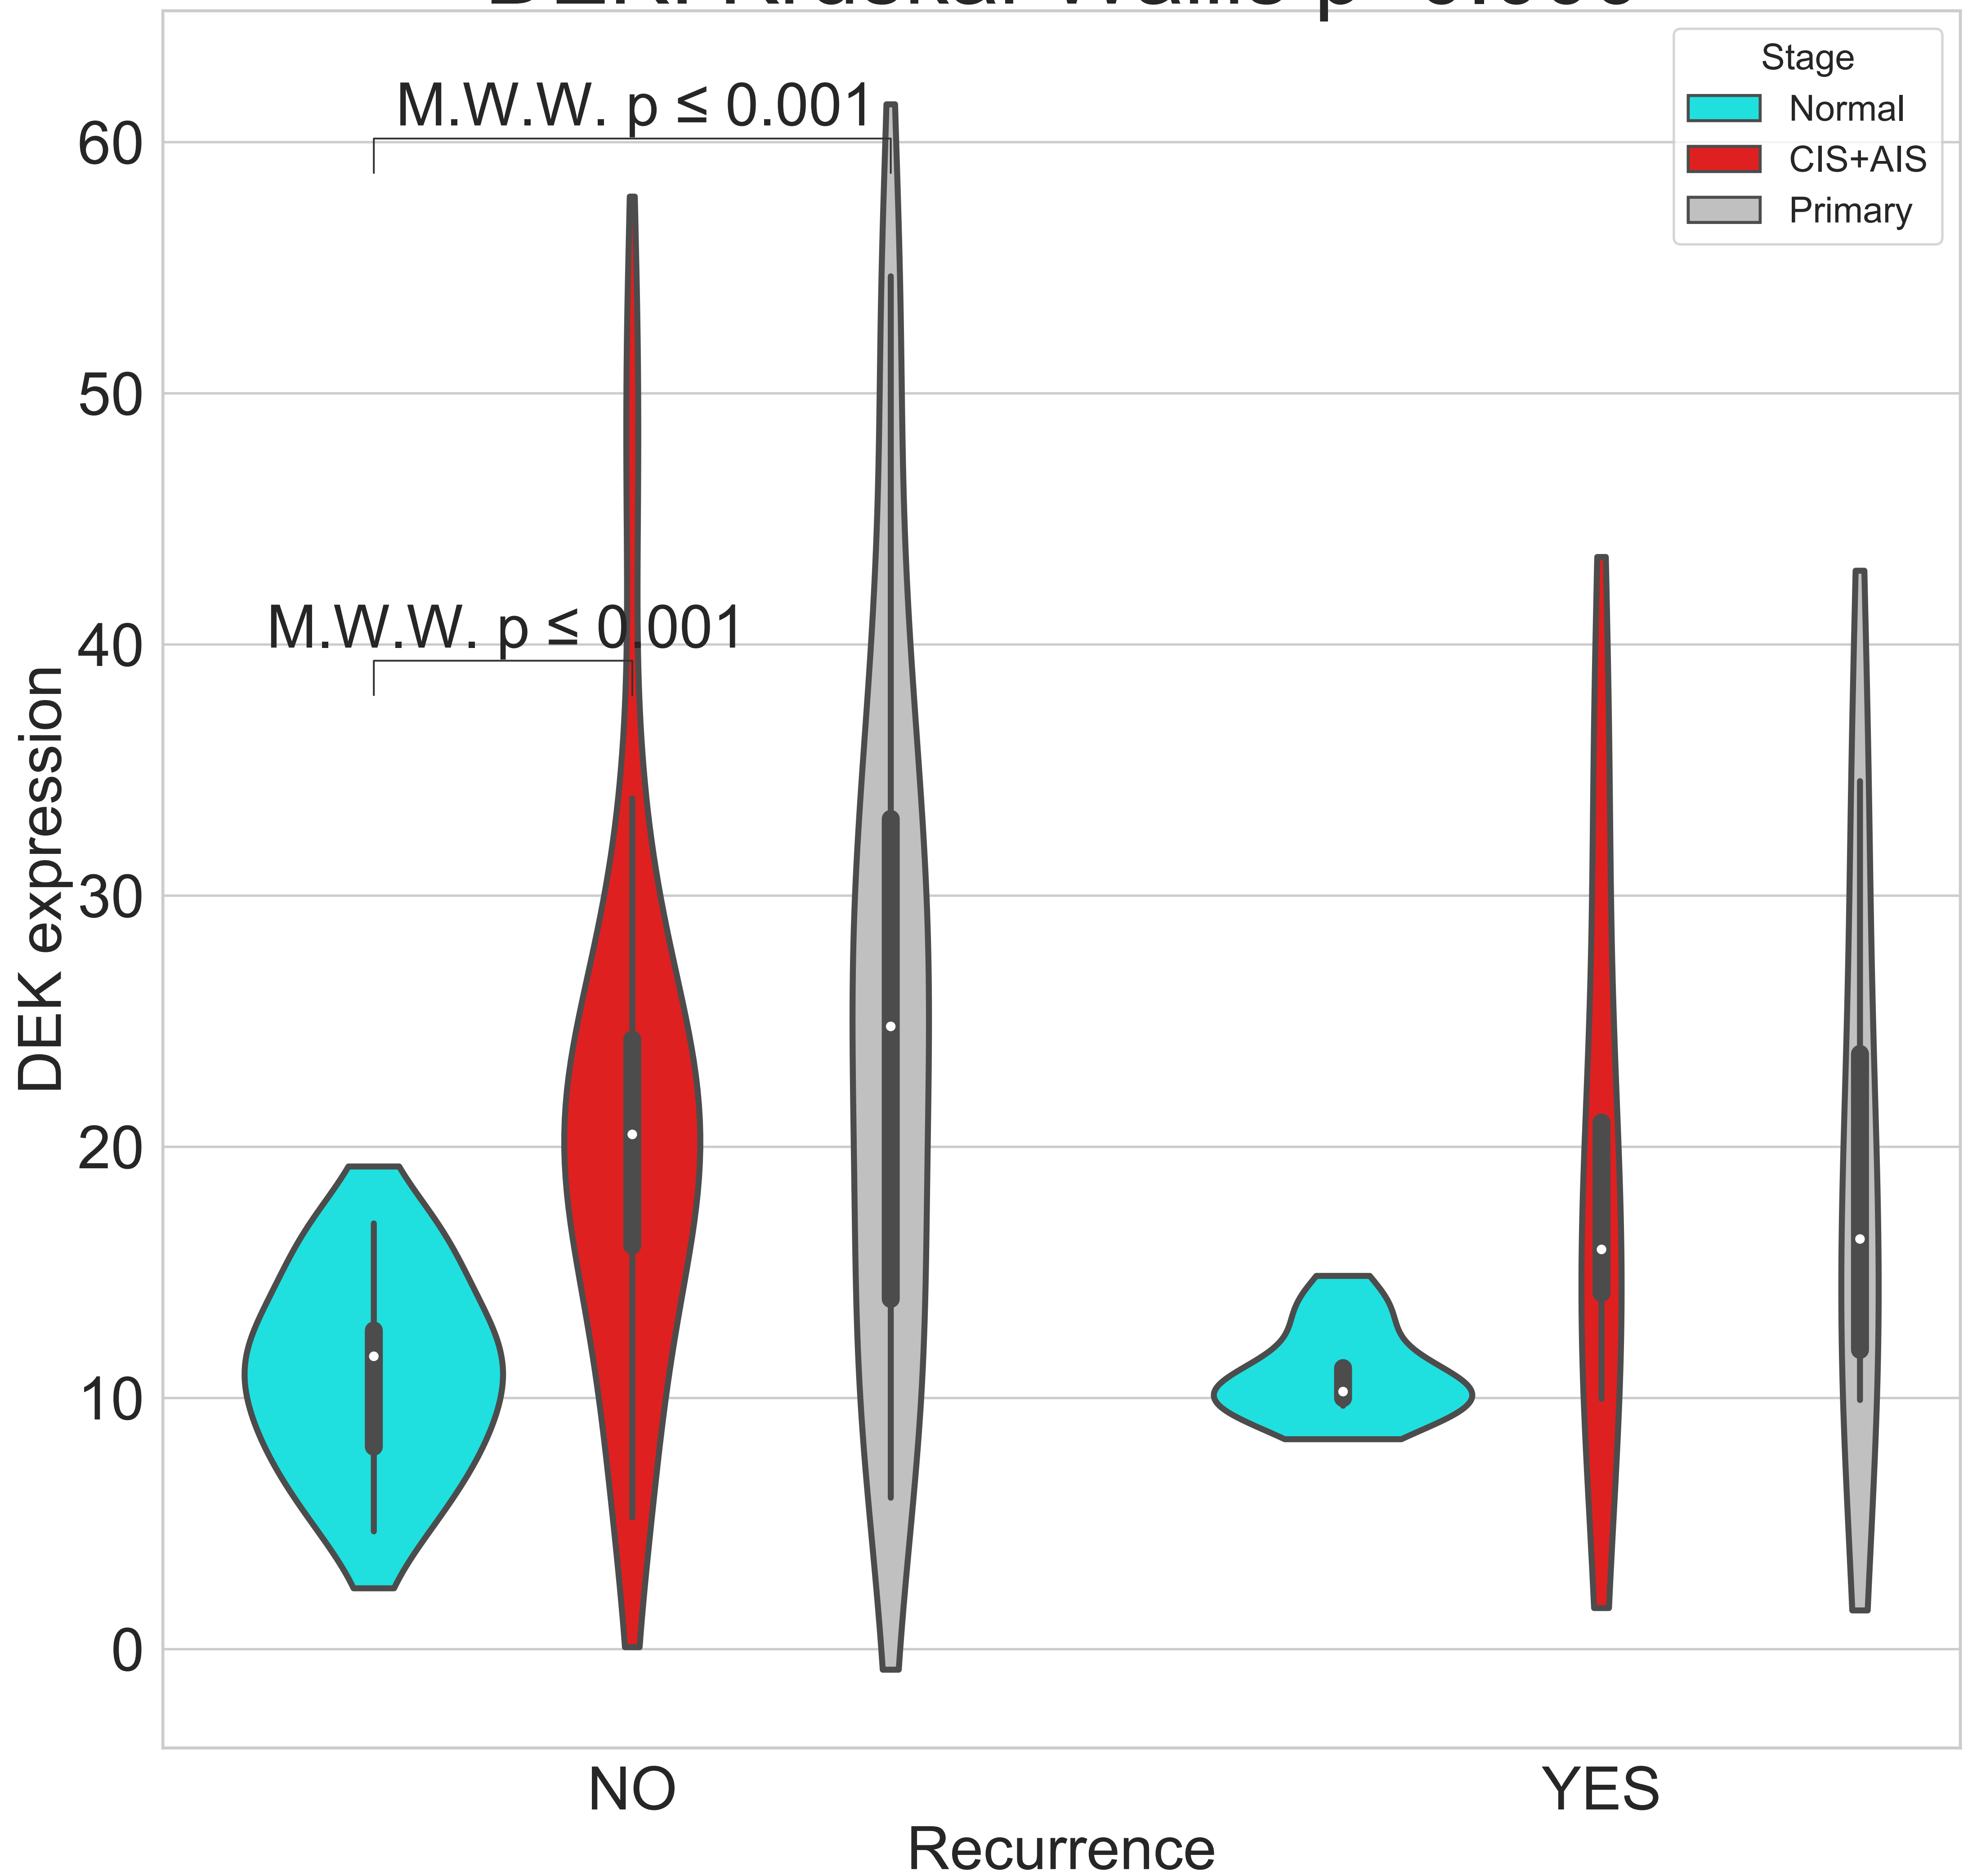 Stage
Normal
CIS+AIS
Primary
M.W.W. p ≤ 0.001
M.W.W. p ≤ 0.001
60
50
40
30
20
10
0
DEK expression
NO
YES
Recurrence